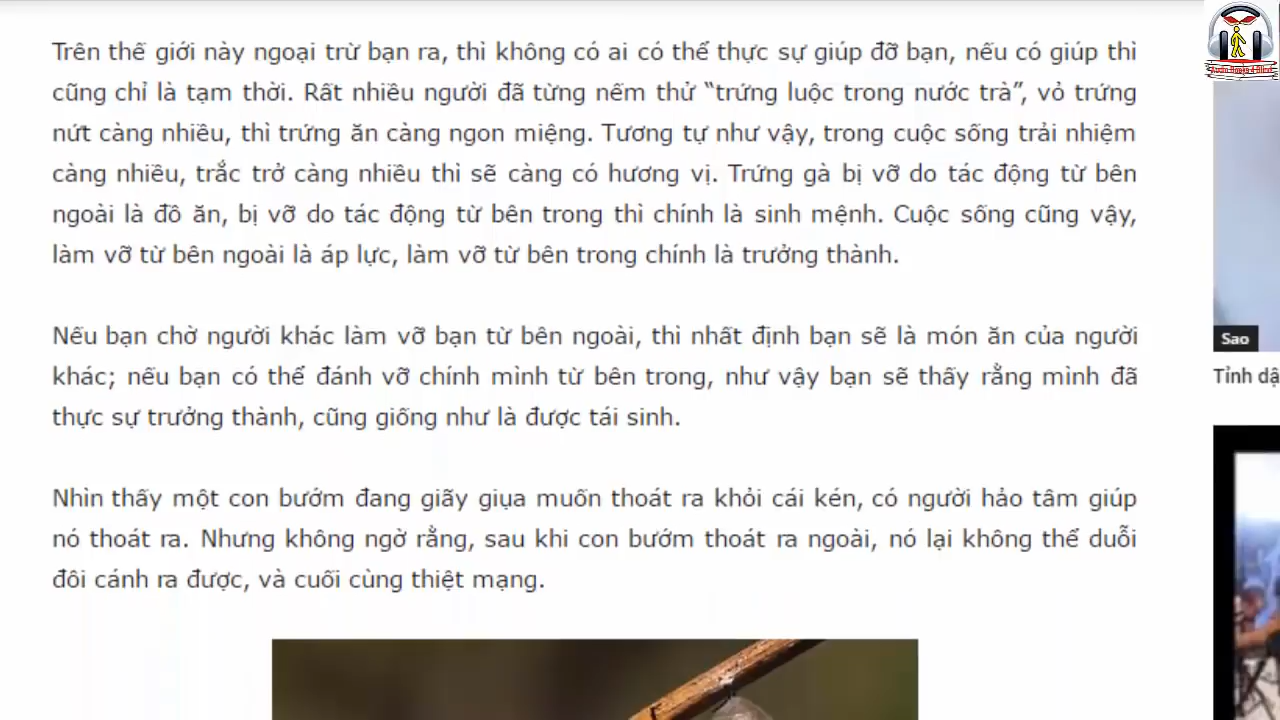 Trên thế giới này ngoại trừ bạn ra, thì không có ai có thể thực sự giúp đỡ bạn, nếu có giúp thì
cũng chỉ là tạm thời. Rất nhiều người đã từng nếm thử “trứng luộc trong nước trà”, vỏ trứng
nứt càng nhiều, thì trứng ăn càng ngon miệng. Tương tự như vậy, trong cuộc sống trải nhiệm
càng nhiều, trắc trở càng nhiều thì sẽ càng có hương vị. Trứng gà bị vỡ do tác động từ bên
ngoài là đồ ăn, bị vỡ do tác động từ bên trong thì chính là sinh mệnh. Cuộc sống cũng vậy,
làm vỡ từ bên ngoài là áp lực, làm vỡ từ bên trong chính là trưởng thành.
Nếu bạn chờ người khác làm vỡ bạn từ bên ngoài, thì nhất định bạn sẽ là món ăn của người
khác; nếu bạn có thể đánh vỡ chính mình từ bên trong, như vậy bạn sẽ thấy rằng mình đã
thực sự trưởng thành, cũng giống như là được tái sinh.
Nhìn thấy một con bướm đang giãy giụa muốn thoát ra khỏi cái kén, có người hảo tâm giúp
nó thoát ra. Nhưng không ngờ rằng, sau khi con bướm thoát ra ngoài, nó lại không thể duỗi
đôi cánh ra được, và cuối cùng thiệt mạng.
Sao
Tỉnh dậ